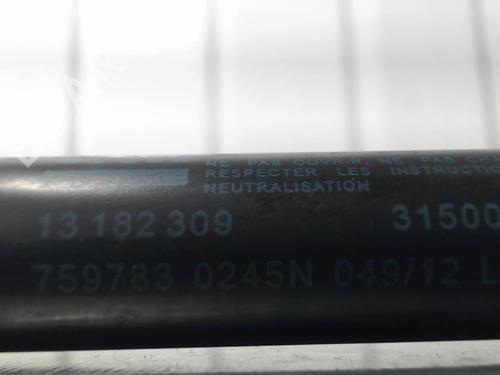 NE PAS OUVRIR, NE PAS
RESPECTER LES INSTRUCT
NEUTRALISATION
13 182 309 31500
759783 0245N 049/12 L